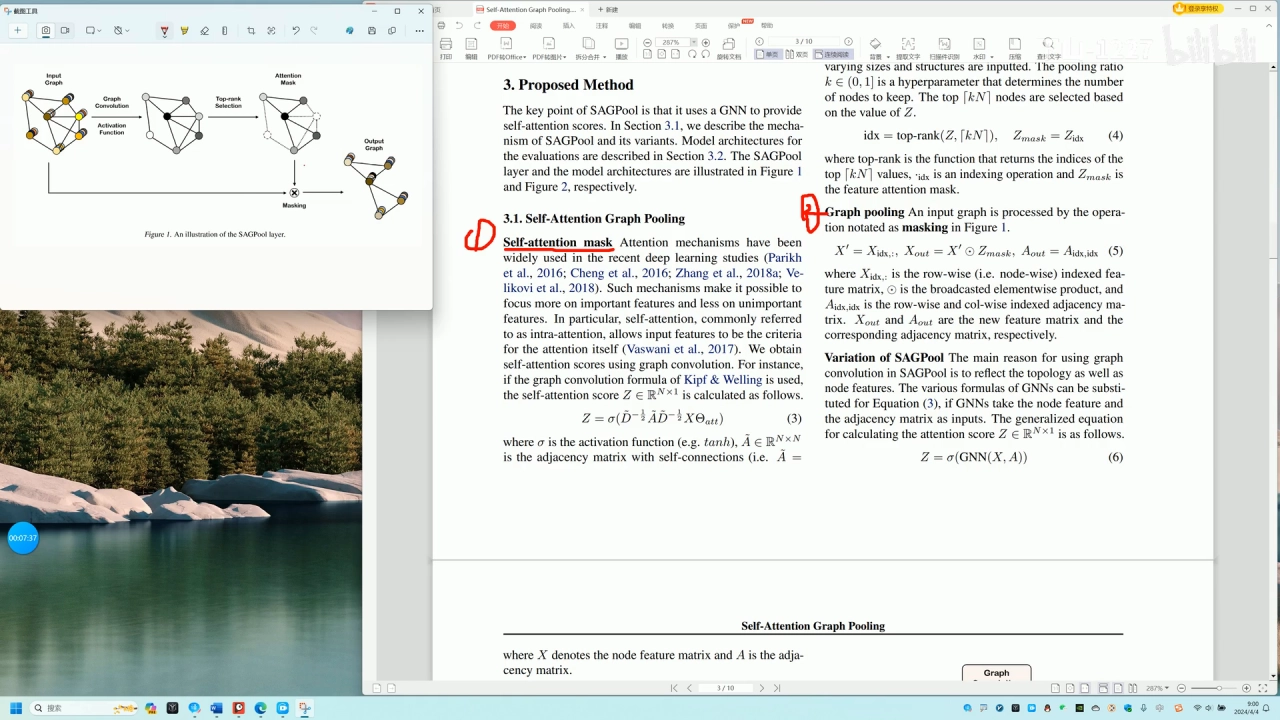 截图工具
Input
Graph
Graph
Convolution
Activation
Function
Top-rank
Selection
Attention
Mask
Output
Graph
Masking
Figure 1. An illustration of the SAGPool layer.
00:07:37
Self-Attention Graph Pooling...
新建
登录享特权
开始
阅读
插入
注释
编辑
转换
页面
保护
帮助
打印
编辑
PDF转Office
PDF转图片
拆分合并
播放
287%
旋转文档
3 / 10
单页
双页
连续阅读
背景
提取文字
扫描件识别
水印
压缩
查找文字
bilibili
3. Proposed Method
The key point of SAGPool is that it uses a GNN to provide
self-attention scores. In Section 3.1, we describe the mecha-
nism of SAGPool and its variants. Model architectures for
the evaluations are described in Section 3.2. The SAGPool
layer and the model architectures are illustrated in Figure 1
and Figure 2, respectively.
3.1. Self-Attention Graph Pooling
Self-attention mask Attention mechanisms have been
widely used in the recent deep learning studies (Parikh
et al., 2016; Cheng et al., 2016; Zhang et al., 2018a; Ve-
likovi et al., 2018). Such mechanisms make it possible to
focus more on important features and less on unimportant
features. In particular, self-attention, commonly referred
to as intra-attention, allows input features to be the criteria
for the attention itself (Vaswani et al., 2017). We obtain
self-attention scores using graph convolution. For instance,
if the graph convolution formula of Kipf & Welling is used,
the self-attention score Z ∈ ℝ^{N×1} is calculated as follows.
Z = σ(D̃^{-1/2} Ã D̃^{-1/2} XΘ_{att}) (3)
where σ is the activation function (e.g. tanh), Ã ∈ ℝ^{N×N}
is the adjacency matrix with self-connections (i.e. Ã =
varying sizes and structures are inputted. The pooling ratio
k ∈ (0, 1] is a hyperparameter that determines the number
of nodes to keep. The top ⌈kN⌉ nodes are selected based
on the value of Z.
idx = top-rank(Z, ⌈kN⌉), Z_{mask} = Z_{idx} (4)
where top-rank is the function that returns the indices of the
top ⌈kN⌉ values, ·_{idx} is an indexing operation and Z_{mask} is
the feature attention mask.
Graph pooling An input graph is processed by the opera-
tion notated as masking in Figure 1.
X′ = X_{idx,:}, X_{out} = X′ ⊙ Z_{mask}, A_{out} = A_{idx,idx} (5)
where X_{idx,:} is the row-wise (i.e. node-wise) indexed fea-
ture matrix, ⊙ is the broadcasted elementwise product, and
A_{idx,idx} is the row-wise and col-wise indexed adjacency ma-
trix. X_{out} and A_{out} are the new feature matrix and the
corresponding adjacency matrix, respectively.
Variation of SAGPool The main reason for using graph
convolution in SAGPool is to reflect the topology as well as
node features. The various formulas of GNNs can be substi-
tuted for Equation (3), if GNNs take the node feature and
the adjacency matrix as inputs. The generalized equation
for calculating the attention score Z ∈ ℝ^{N×1} is as follows.
Z = σ(GNN(X, A)) (6)
Self-Attention Graph Pooling
where X denotes the node feature matrix and A is the adja-
cency matrix.
Graph
3 / 10
287%
搜索
9:00
2024/4/4